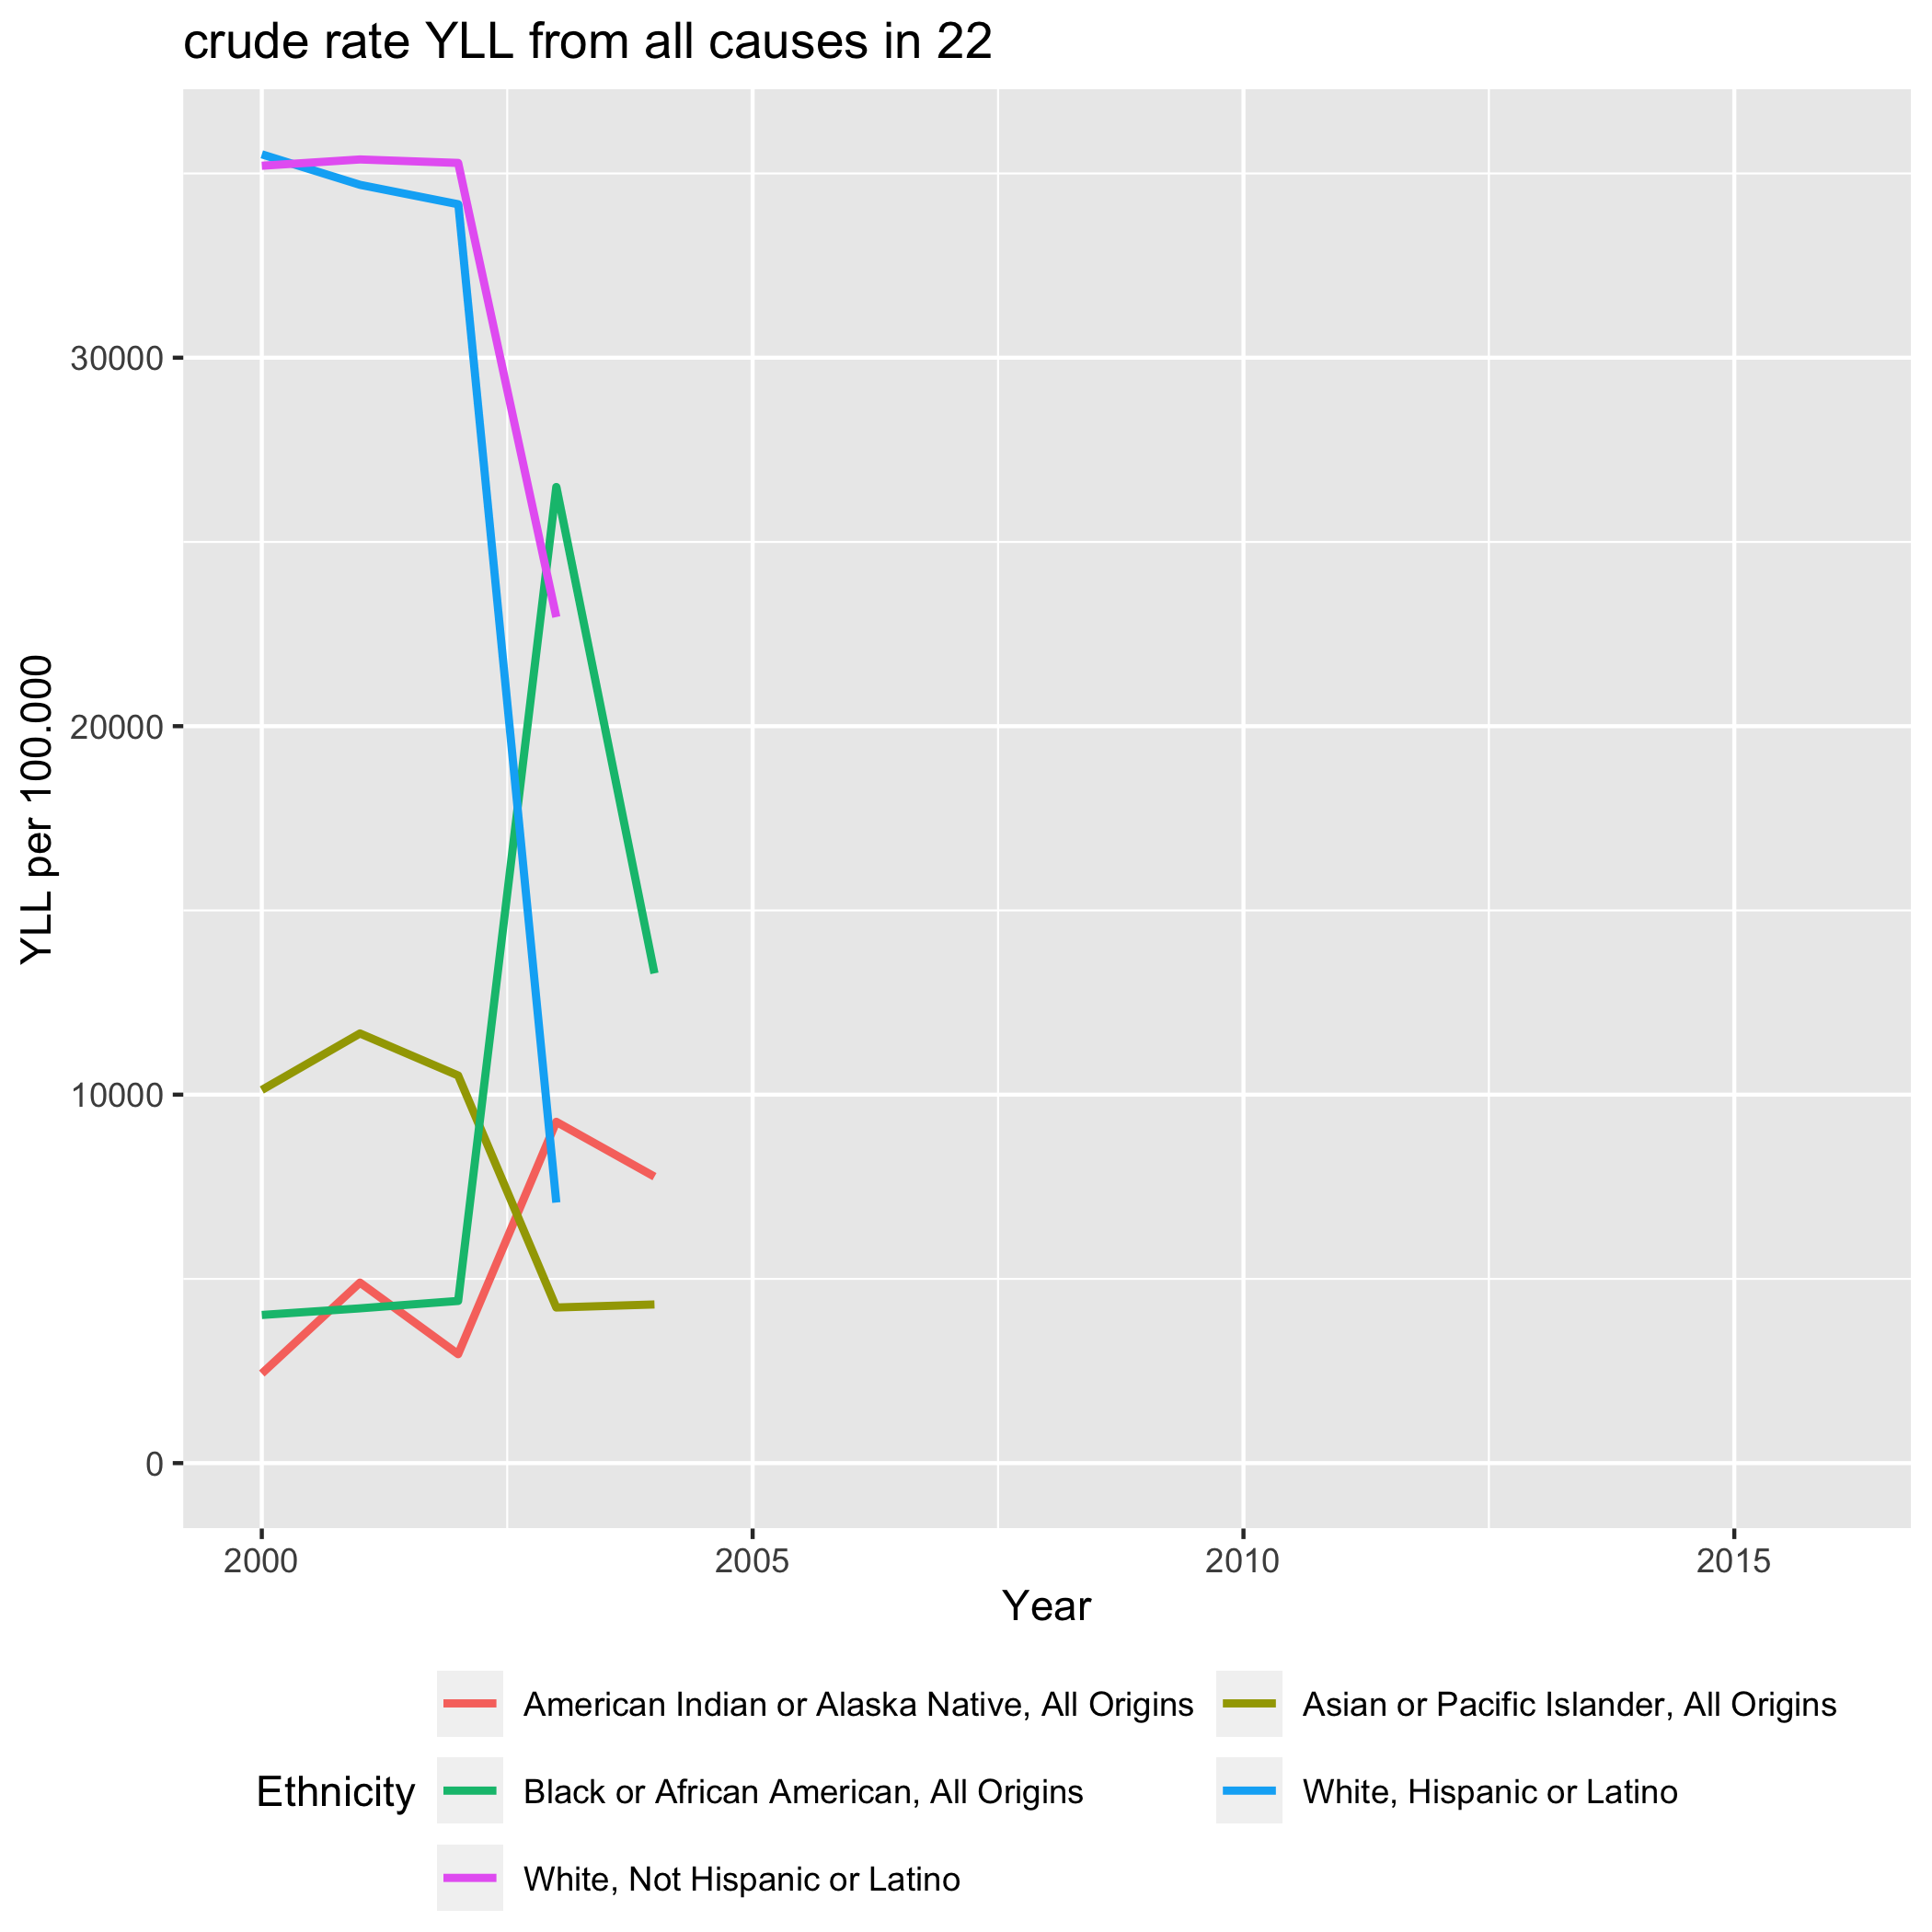 crude rate YLL from all causes in 22
30000
20000
10000
0
YLL per 100.000
2000 2005 2010 2015
Year
Ethnicity
American Indian or Alaska Native, All Origins
Asian or Pacific Islander, All Origins
Black or African American, All Origins
White, Hispanic or Latino
White, Not Hispanic or Latino